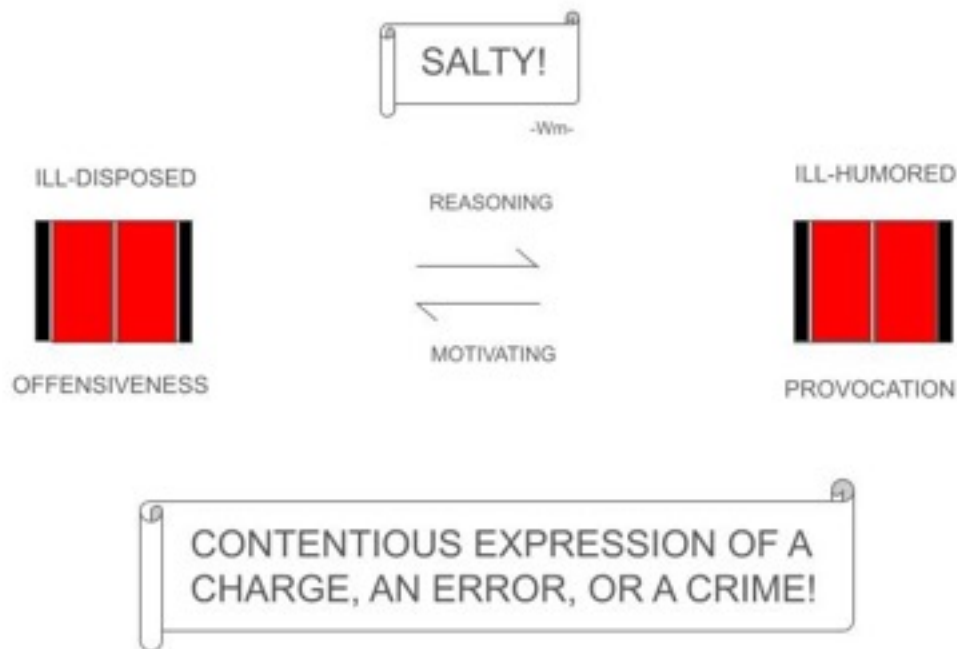 SALTY!
-Wm-
ILL-DISPOSED
ILL-HUMORED
REASONING
MOTIVATING
OFFENSIVENESS
PROVOCATION
CONTENTIOUS EXPRESSION OF A
CHARGE, AN ERROR, OR A CRIME!